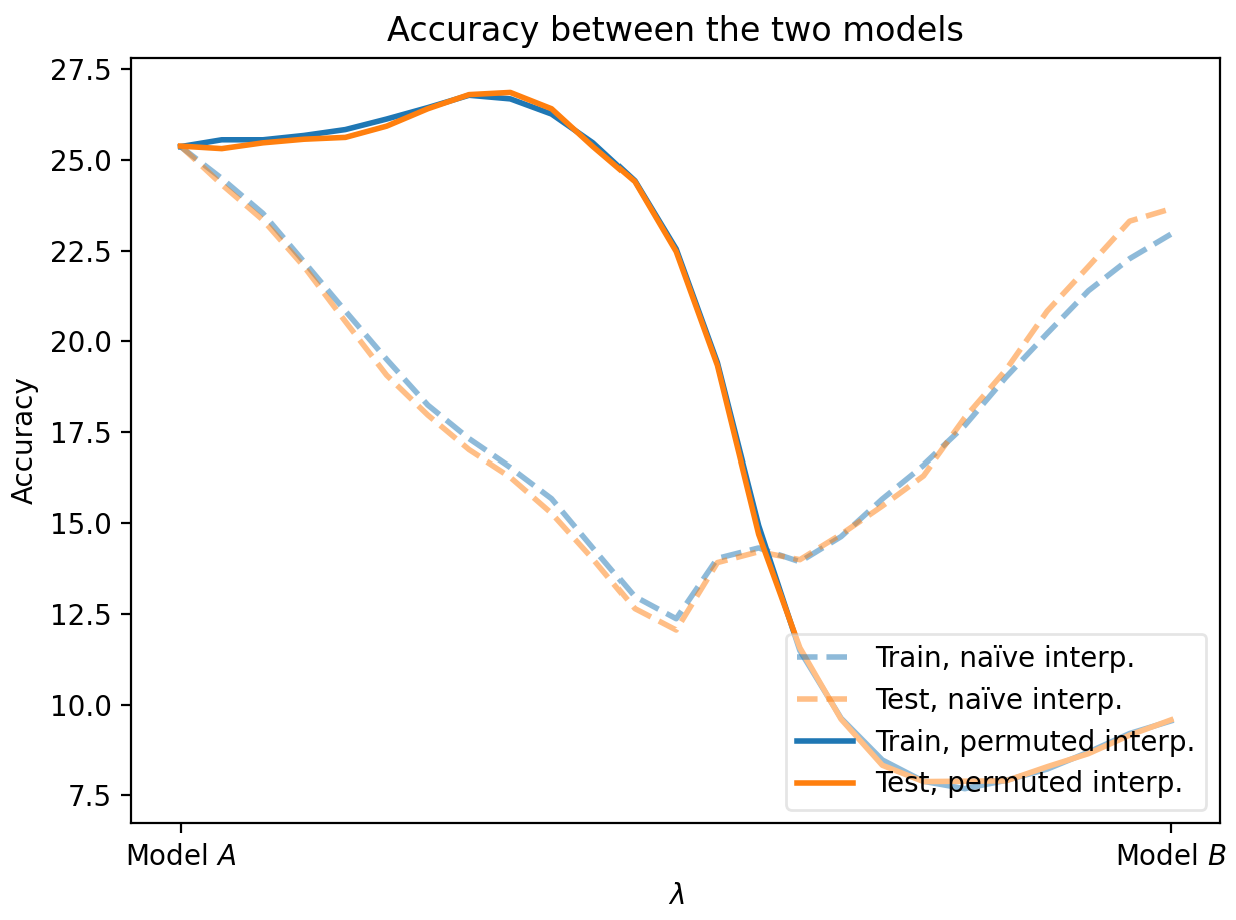 Accuracy between the two models
27.5
25.0
22.5
20.0
17.5
15.0
12.5
10.0
7.5
Accuracy
Train, naïve interp.
Test, naïve interp.
Train, permuted interp.
Test, permuted interp.
Model A
Model B
λ